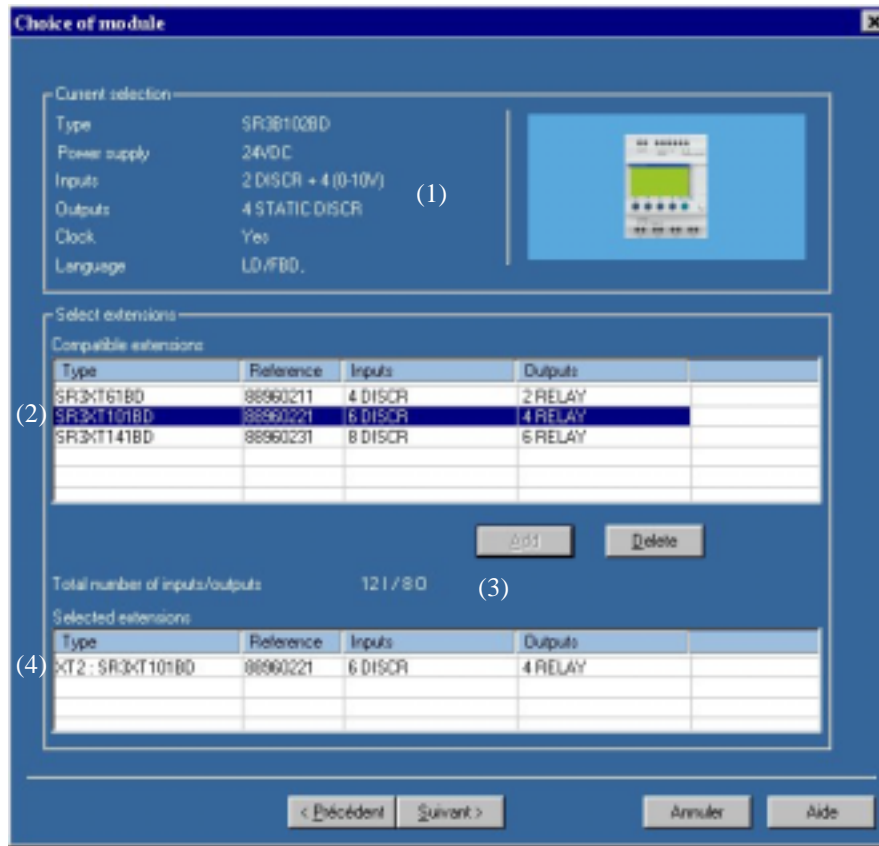 Choice of module
Current selection
Type SR3B102BD
Power supply 24VDC
Inputs 2 DISCR + 4 (0-10V)
(1)
Outputs 4 STATIC DISCR
Clock Yes
Language LD/FBD.
Select extensions
Compatible extensions
Type Reference Inputs Outputs
SR3XT61BD 88960211 4 DISCR 2 RELAY
(2) SR3XT101BD 88960221 6 DISCR 4 RELAY
SR3XT141BD 88960231 8 DISCR 6 RELAY
Add Delete
Total number of inputs/outputs 12 I / 8 O (3)
Selected extensions
Type Reference Inputs Outputs
(4) XT2 : SR3XT101BD 88960221 6 DISCR 4 RELAY
< Précédent Suivant > Annuler Aide